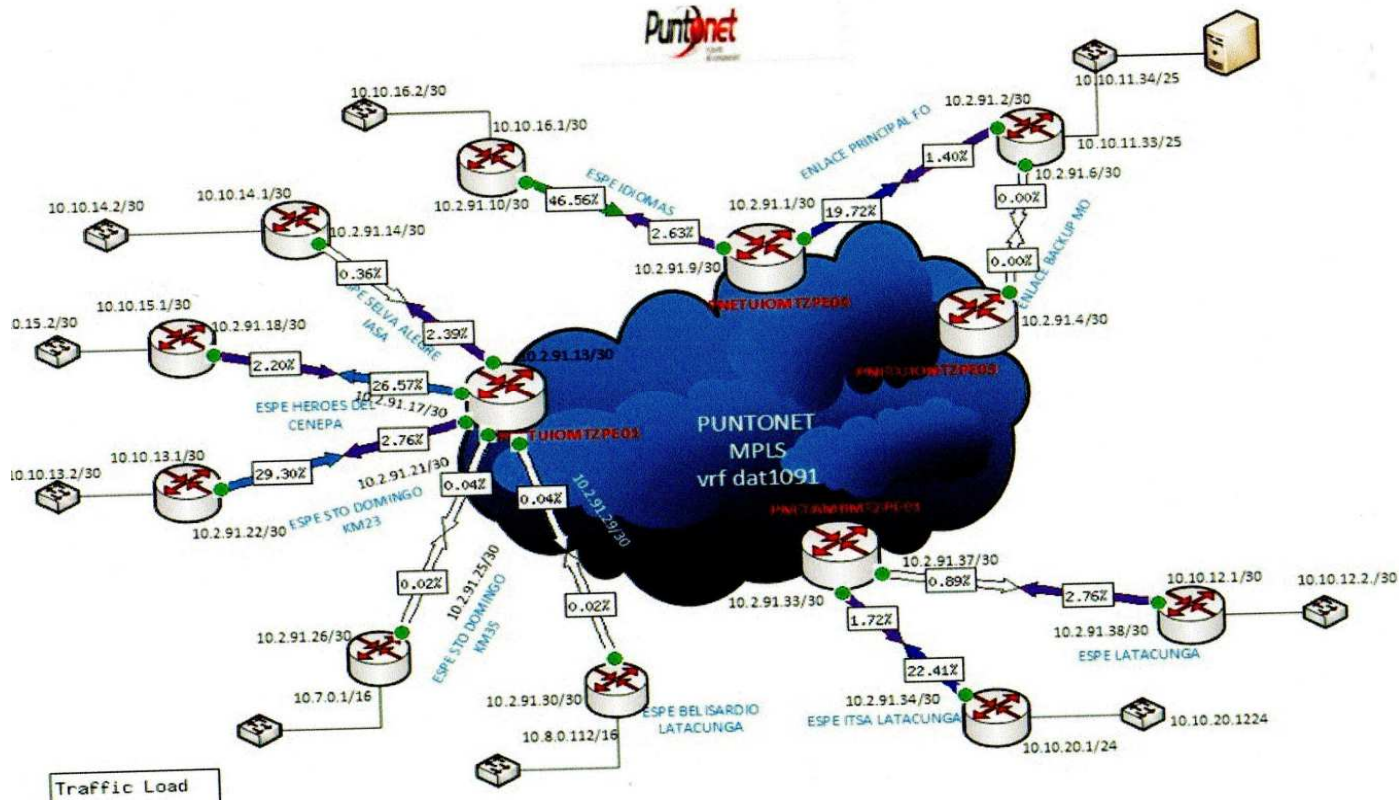 Puntonet
10.10.16.2/30
10.10.16.1/30
10.2.91.10/30
ESPE IDIOMAS
46.56%
2.63%
10.2.91.9/30
10.2.91.1/30
ENLACE PRINCIPAL FO
19.72%
1.40%
10.2.91.2/30
10.10.11.34/25
10.10.11.33/25
10.2.91.6/30
0.00%
0.00%
ENLACE BACKUP MO
10.2.91.4/30
10.10.14.2/30
10.10.14.1/30
10.2.91.14/30
0.36%
SELVA ALEGRE
IASA
2.39%
10.2.91.13/30
10.10.15.1/30
0.15.2/30
10.2.91.18/30
2.20%
26.57%
10.2.91.17/30
ESPE HEROES DEL
CENEPA
10.10.13.1/30
10.10.13.2/30
29.30%
2.76%
10.2.91.21/30
10.2.91.22/30
ESPE STO DOMINGO
KM23
0.04%
0.02%
10.2.91.25/30
ESPE STO DOMINGO
KM35
10.2.91.26/30
10.7.0.1/16
0.04%
10.2.91.29/30
0.02%
10.2.91.30/30
ESPE BELISARDIO
LATACUNGA
10.8.0.112/16
PUNTONET
MPLS
vrf dat1091
10.2.91.37/30
0.89%
2.76%
10.10.12.1/30
10.10.12.2./30
10.2.91.38/30
ESPE LATACUNGA
10.2.91.33/30
1.72%
22.41%
10.2.91.34/30
ESPE ITSA LATACUNGA
10.10.20.1224
10.10.20.1/24
Traffic Load